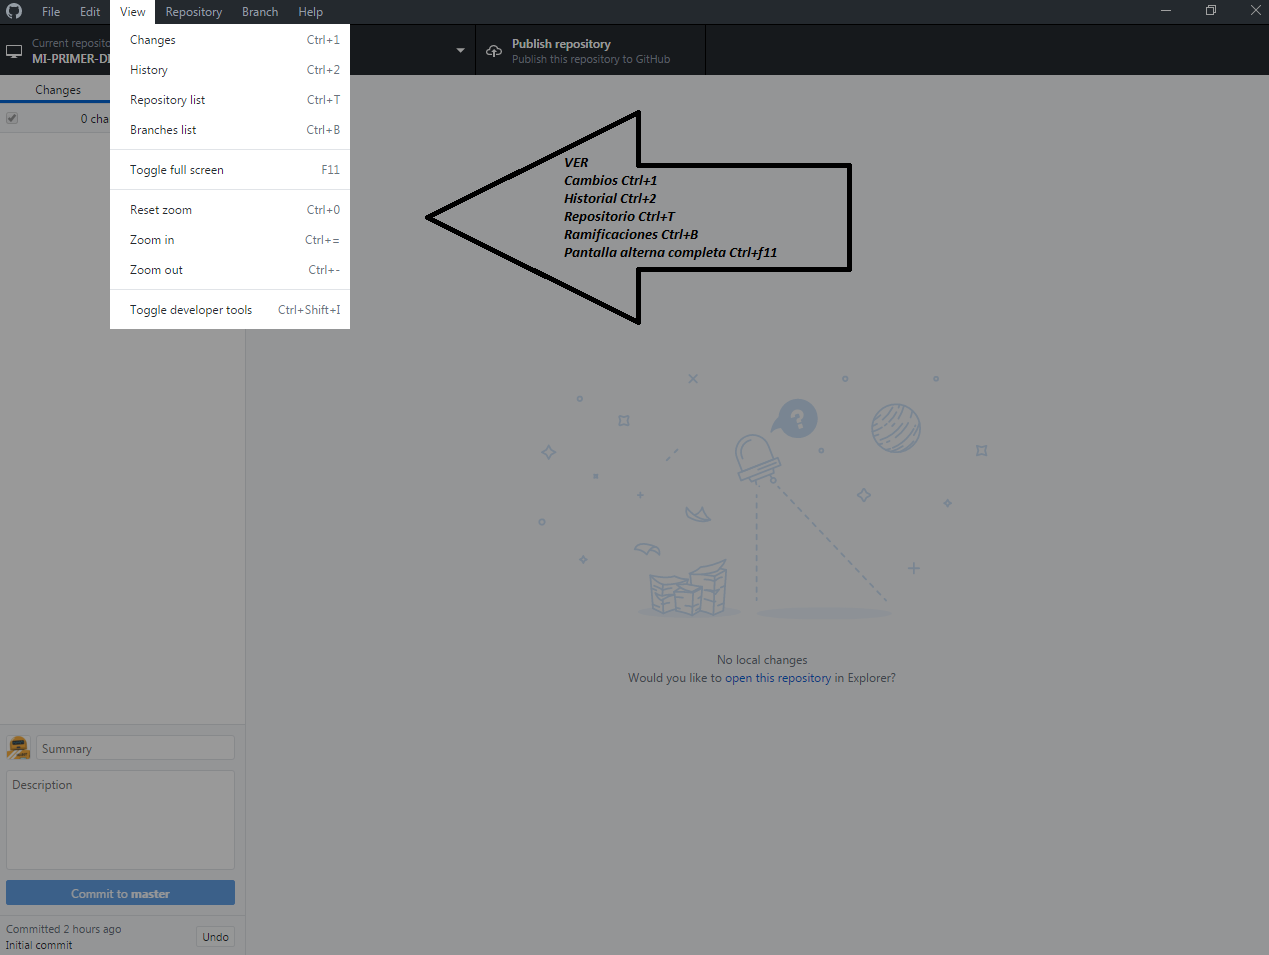 File Edit View Repository Branch Help
Current reposito
MI-PRIMER-DI
Publish repository
Publish this repository to GitHub
Changes Ctrl+1
History Ctrl+2
Repository list Ctrl+T
Branches list Ctrl+B
Toggle full screen F11
Reset zoom Ctrl+0
Zoom in Ctrl+=
Zoom out Ctrl+-
Toggle developer tools Ctrl+Shift+I
Changes
0 cha
VER
Cambios Ctrl+1
Historial Ctrl+2
Repositorio Ctrl+T
Ramificaciones Ctrl+B
Pantalla alterna completa Ctrl+f11
?
No local changes
Would you like to open this repository in Explorer?
Summary
Description
Commit to master
Committed 2 hours ago
Initial commit
Undo